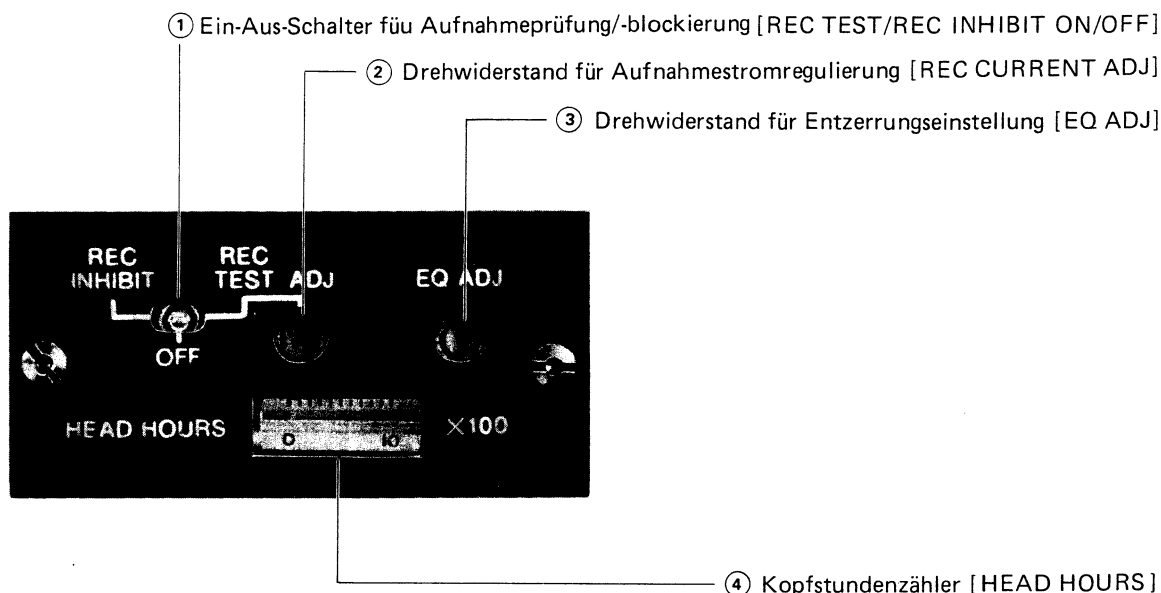 ① Ein-Aus-Schalter füu Aufnahmeprüfung/-blockierung [REC TEST/REC INHIBIT ON/OFF]
② Drehwiderstand für Aufnahmestromregulierung [REC CURRENT ADJ]
③ Drehwiderstand für Entzerrungseinstellung [EQ ADJ]
REC INHIBIT
REC TEST ADJ
EQ ADJ
OFF
HEAD HOURS
0 10
×100
④ Kopfstundenzähler [HEAD HOURS]